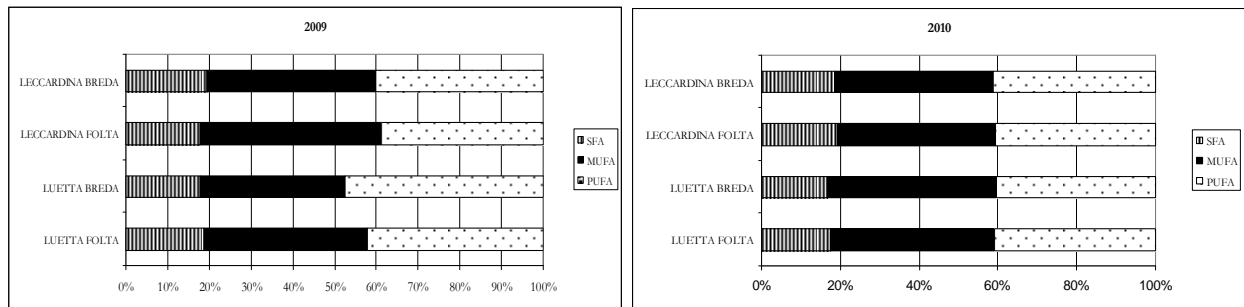 2009
LECCARDINA BREDA
LECCARDINA FOLTA
LUETTA BREDA
LUETTA FOLTA
0% 10% 20% 30% 40% 50% 60% 70% 80% 90% 100%
SFA
MUFA
PUFA
2010
LECCARDINA BREDA
LECCARDINA FOLTA
LUETTA BREDA
LUETTA FOLTA
0% 20% 40% 60% 80% 100%
SFA
MUFA
PUFA